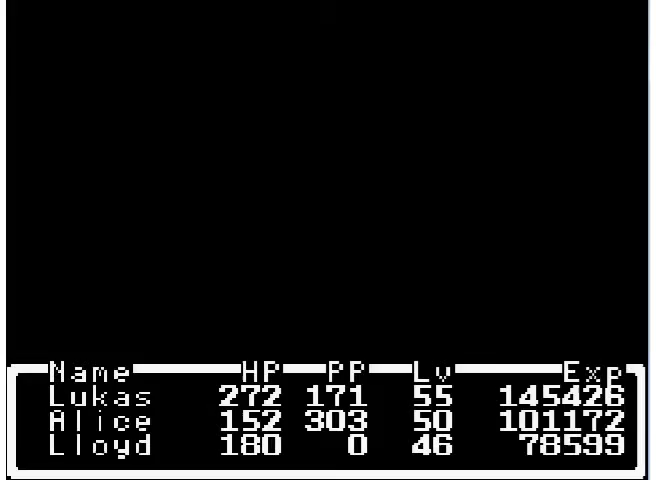 Name HP PP Lv Exp
Lukas 272 171 55 145426
Alice 152 303 50 101172
Lloyd 180 0 46 78599